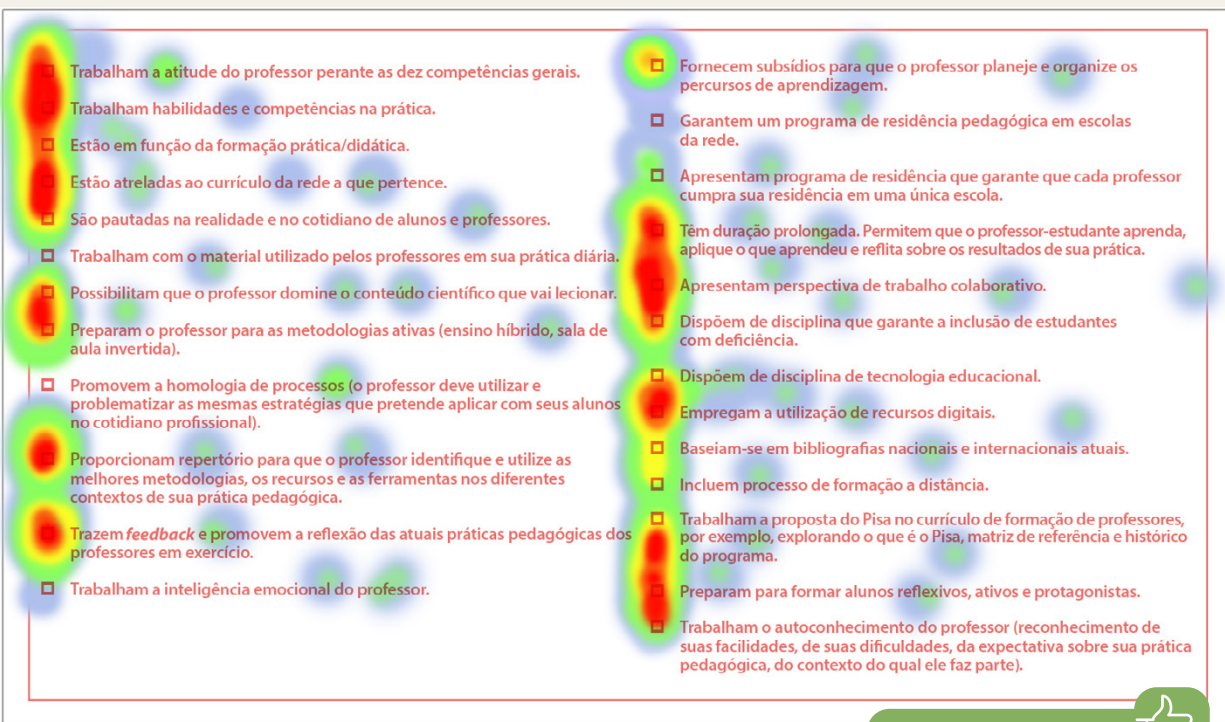 Trabalham a atitude do professor perante as dez competências gerais.
Trabalham habilidades e competências na prática.
Estão em função da formação prática/didática.
Estão atreladas ao currículo da rede a que pertence.
São pautadas na realidade e no cotidiano de alunos e professores.
Trabalham com o material utilizado pelos professores em sua prática diária.
Possibilitam que o professor domine o conteúdo científico que vai lecionar.
Preparam o professor para as metodologias ativas (ensino híbrido, sala de
aula invertida).
Promovem a homologia de processos (o professor deve utilizar e
problematizar as mesmas estratégias que pretende aplicar com seus alunos
no cotidiano profissional).
Proporcionam repertório para que o professor identifique e utilize as
melhores metodologias, os recursos e as ferramentas nos diferentes
contextos de sua prática pedagógica.
Trazem feedback e promovem a reflexão das atuais práticas pedagógicas dos
professores em exercício.
Trabalham a inteligência emocional do professor.
Fornecem subsídios para que o professor planeje e organize os
percursos de aprendizagem.
Garantem um programa de residência pedagógica em escolas
da rede.
Apresentam programa de residência que garante que cada professor
cumpra sua residência em uma única escola.
Têm duração prolongada. Permitem que o professor-estudante aprenda,
aplique o que aprendeu e reflita sobre os resultados de sua prática.
Apresentam perspectiva de trabalho colaborativo.
Dispõem de disciplina que garante a inclusão de estudantes
com deficiência.
Dispõem de disciplina de tecnologia educacional.
Empregam a utilização de recursos digitais.
Baseiam-se em bibliografias nacionais e internacionais atuais.
Incluem processo de formação a distância.
Trabalham a proposta do Pisa no currículo de formação de professores,
por exemplo, explorando o que é o Pisa, matriz de referência e histórico
do programa.
Preparam para formar alunos reflexivos, ativos e protagonistas.
Trabalham o autoconhecimento do professor (reconhecimento de
suas facilidades, de suas dificuldades, da expectativa sobre sua prática
pedagógica, do contexto do qual ele faz parte).